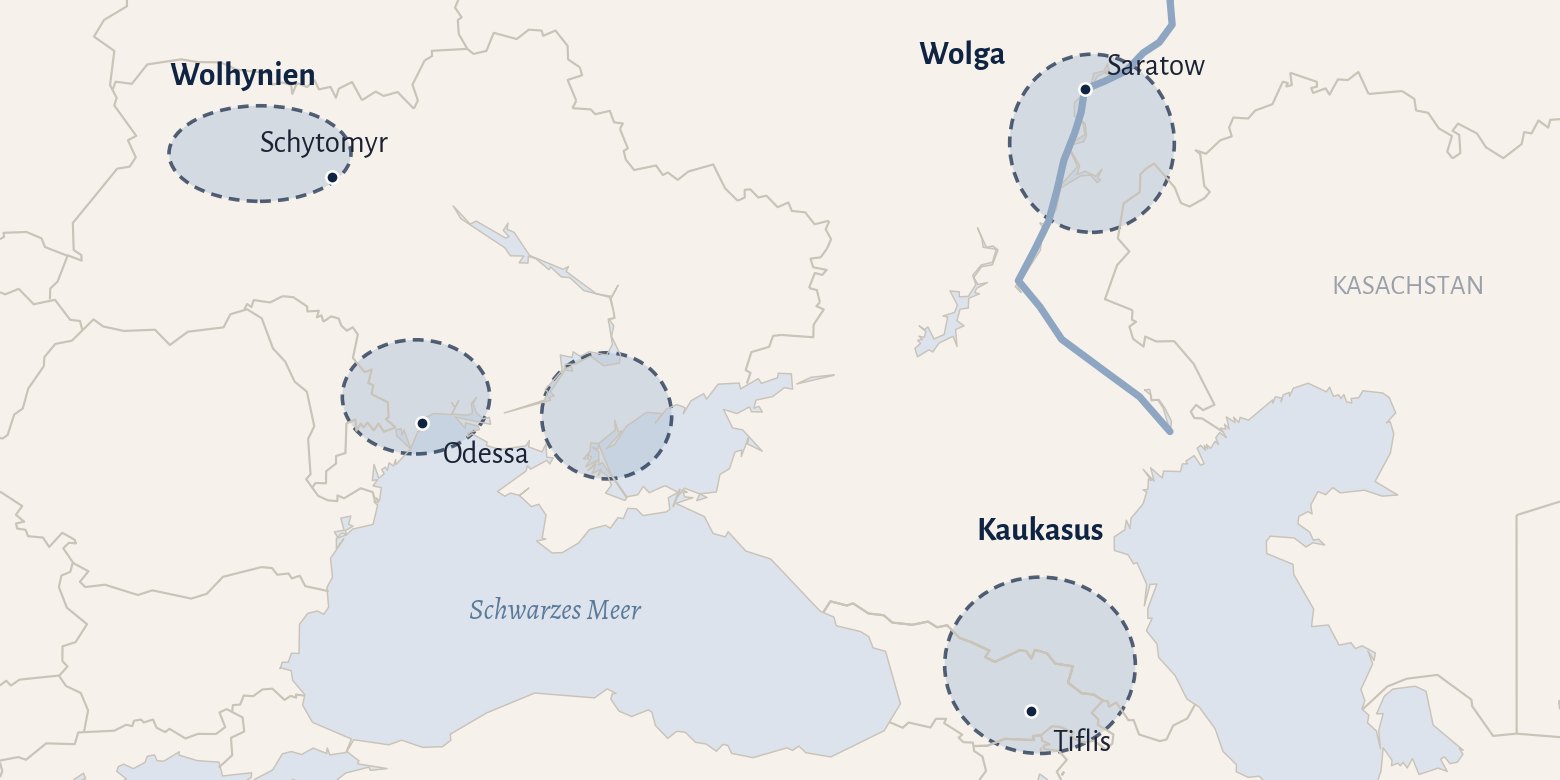 Wolga
Saratow
Wolhynien
Schytomyr
KASACHSTAN
Odessa
Kaukasus
Schwarzes Meer
Tiflis